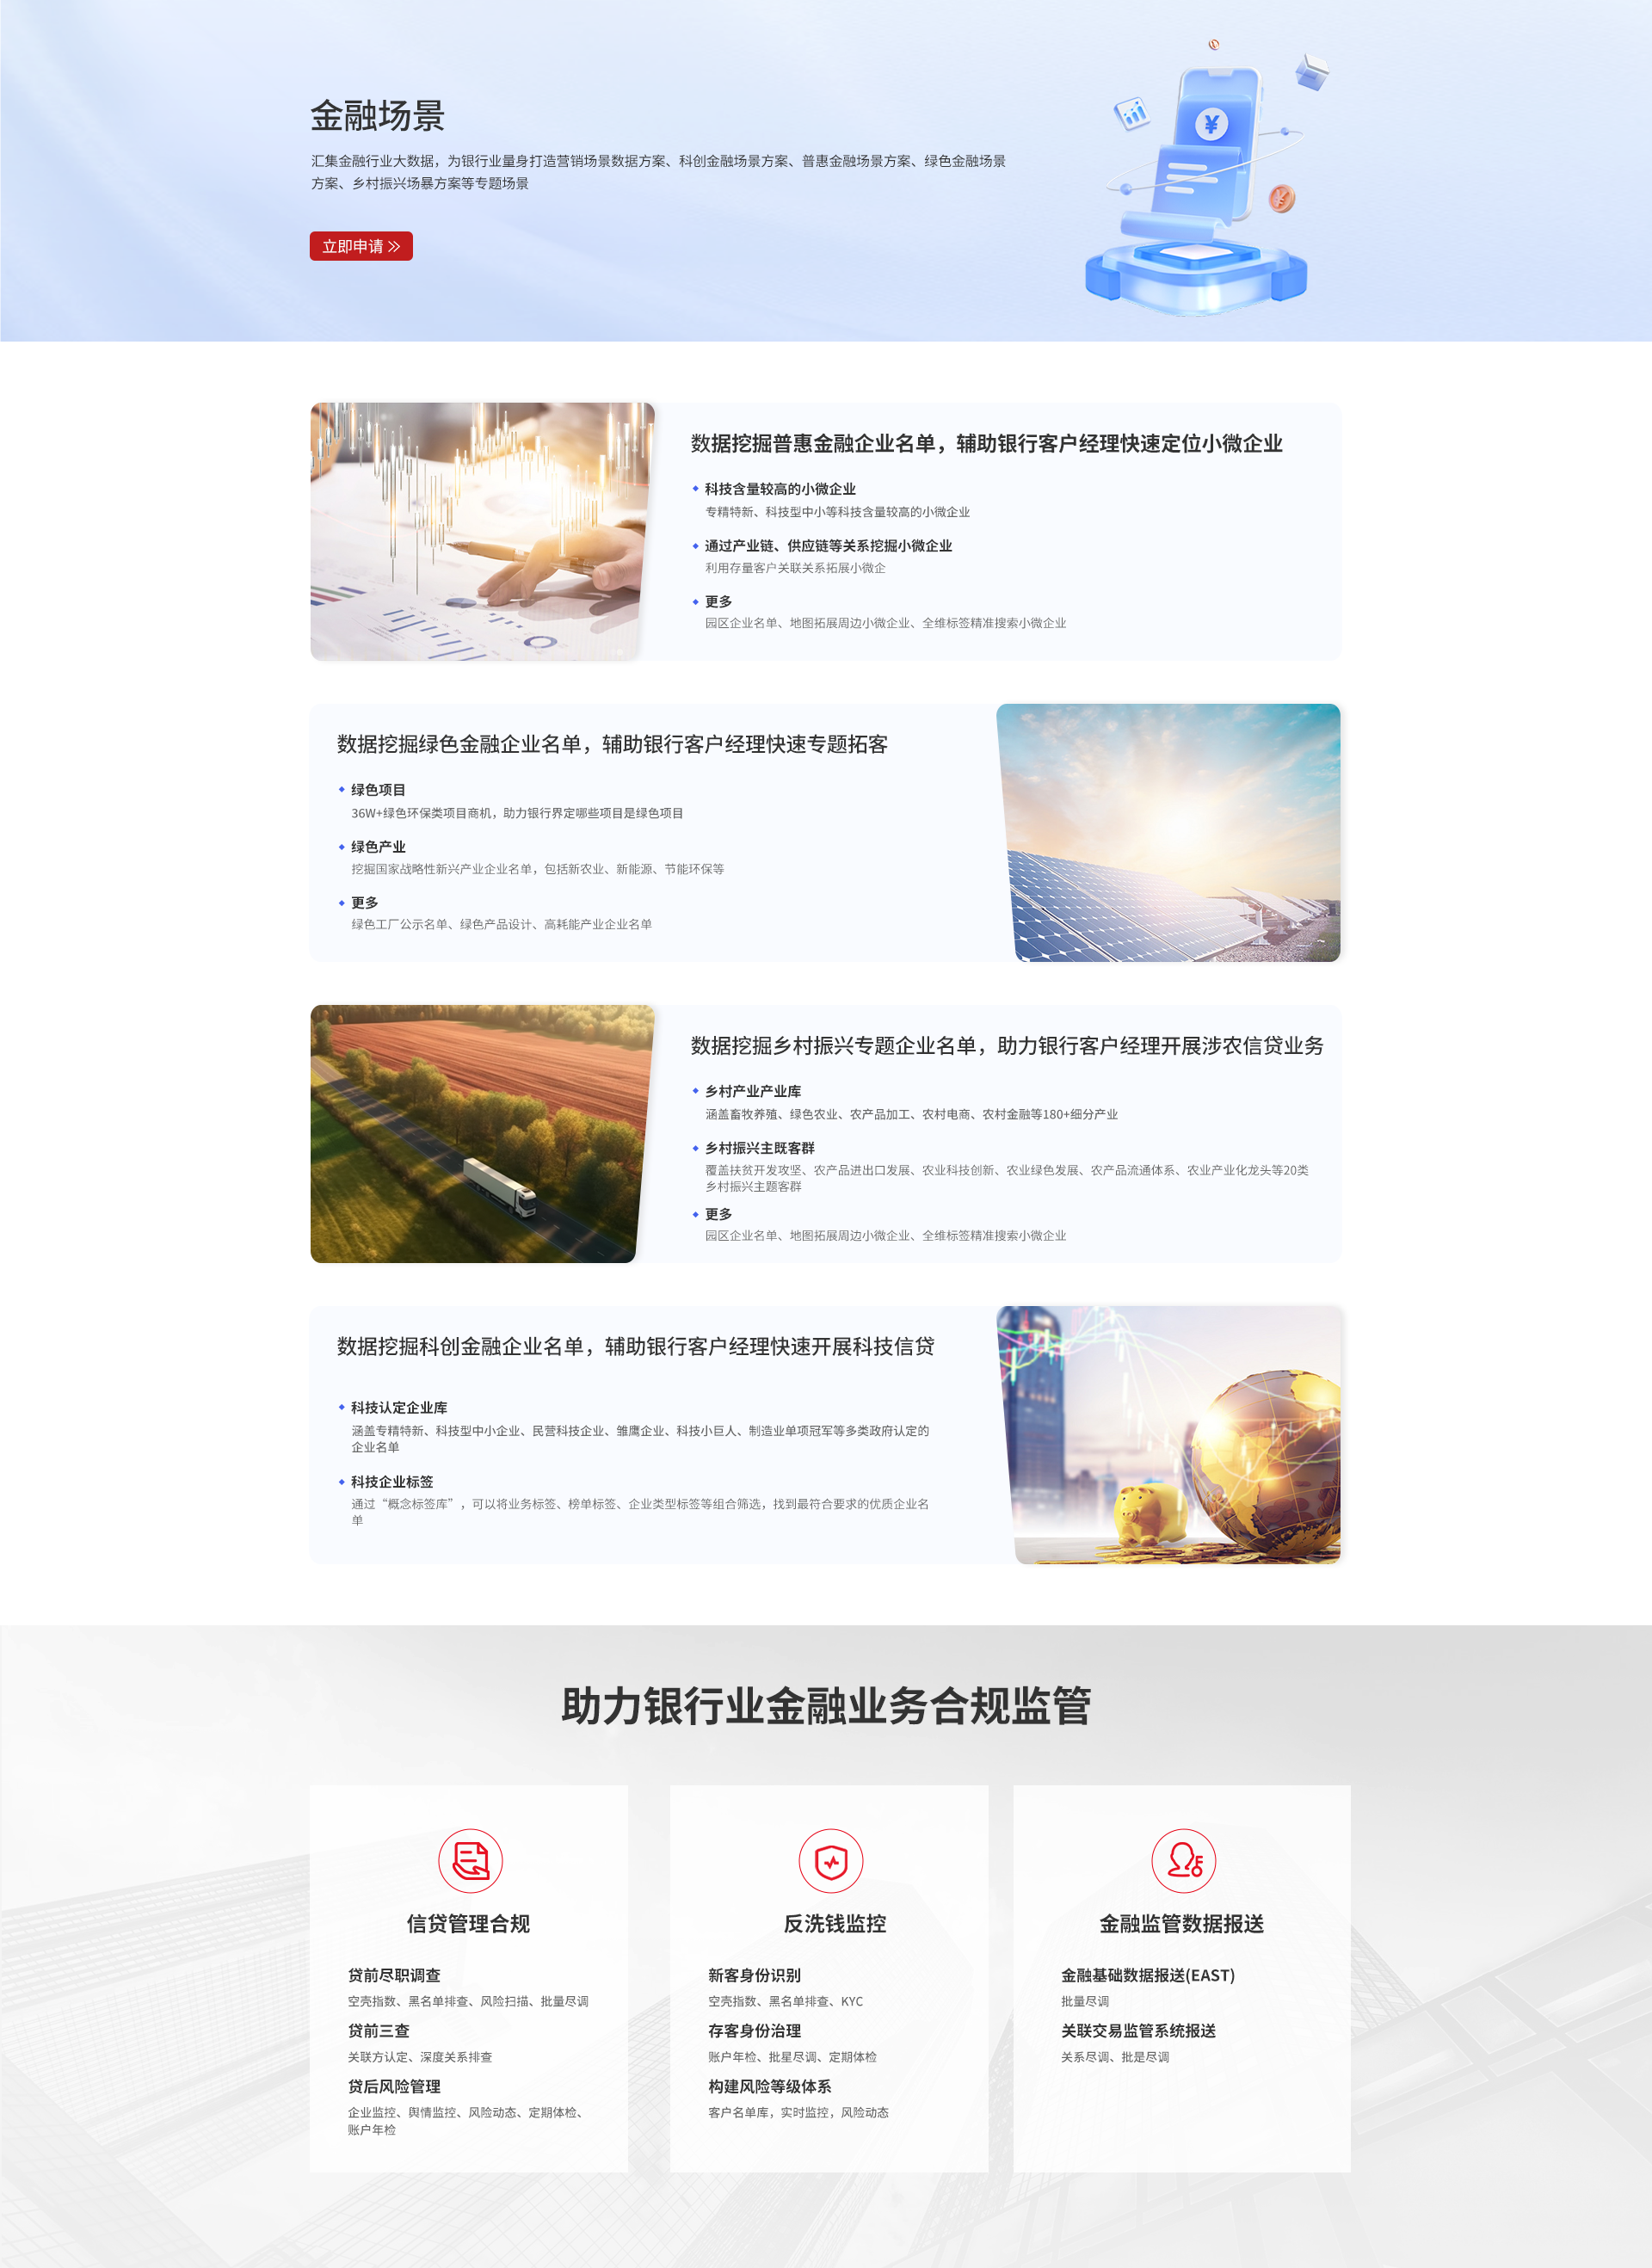 金融场景
汇集金融行业大数据，为银行业量身打造营销场景数据方案、科创金融场景方案、普惠金融场景方案、绿色金融场景
方案、乡村振兴场暴方案等专题场景
立即申请
¥
¥
数据挖掘普惠金融企业名单，辅助银行客户经理快速定位小微企业
科技含量较高的小微企业
专精特新、科技型中小等科技含量较高的小微企业
通过产业链、供应链等关系挖掘小微企业
利用存量客户关联关系拓展小微企
更多
园区企业名单、地图拓展周边小微企业、全维标签精准搜索小微企业
数据挖掘绿色金融企业名单，辅助银行客户经理快速专题拓客
绿色项目
36W+绿色环保类项目商机，助力银行界定哪些项目是绿色项目
绿色产业
挖掘国家战略性新兴产业企业名单，包括新农业、新能源、节能环保等
更多
绿色工厂公示名单、绿色产品设计、高耗能产业企业名单
数据挖掘乡村振兴专题企业名单，助力银行客户经理开展涉农信贷业务
乡村产业产业库
涵盖畜牧养殖、绿色农业、农产品加工、农村电商、农村金融等180+细分产业
乡村振兴主既客群
覆盖扶贫开发攻坚、农产品进出口发展、农业科技创新、农业绿色发展、农产品流通体系、农业产业化龙头等20类
乡村振兴主题客群
更多
园区企业名单、地图拓展周边小微企业、全维标签精准搜索小微企业
数据挖掘科创金融企业名单，辅助银行客户经理快速开展科技信贷
科技认定企业库
涵盖专精特新、科技型中小企业、民营科技企业、雏鹰企业、科技小巨人、制造业单项冠军等多类政府认定的
企业名单
科技企业标签
通过“概念标签库”，可以将业务标签、榜单标签、企业类型标签等组合筛选，找到最符合要求的优质企业名
单
助力银行业金融业务合规监管
信贷管理合规
贷前尽职调查
空壳指数、黑名单排查、风险扫描、批量尽调
贷前三查
关联方认定、深度关系排查
贷后风险管理
企业监控、舆情监控、风险动态、定期体检、
账户年检
反洗钱监控
新客身份识别
空壳指数、黑名单排查、KYC
存客身份治理
账户年检、批星尽调、定期体检
构建风险等级体系
客户名单库，实时监控，风险动态
金融监管数据报送
金融基础数据报送(EAST)
批量尽调
关联交易监管系统报送
关系尽调、批是尽调